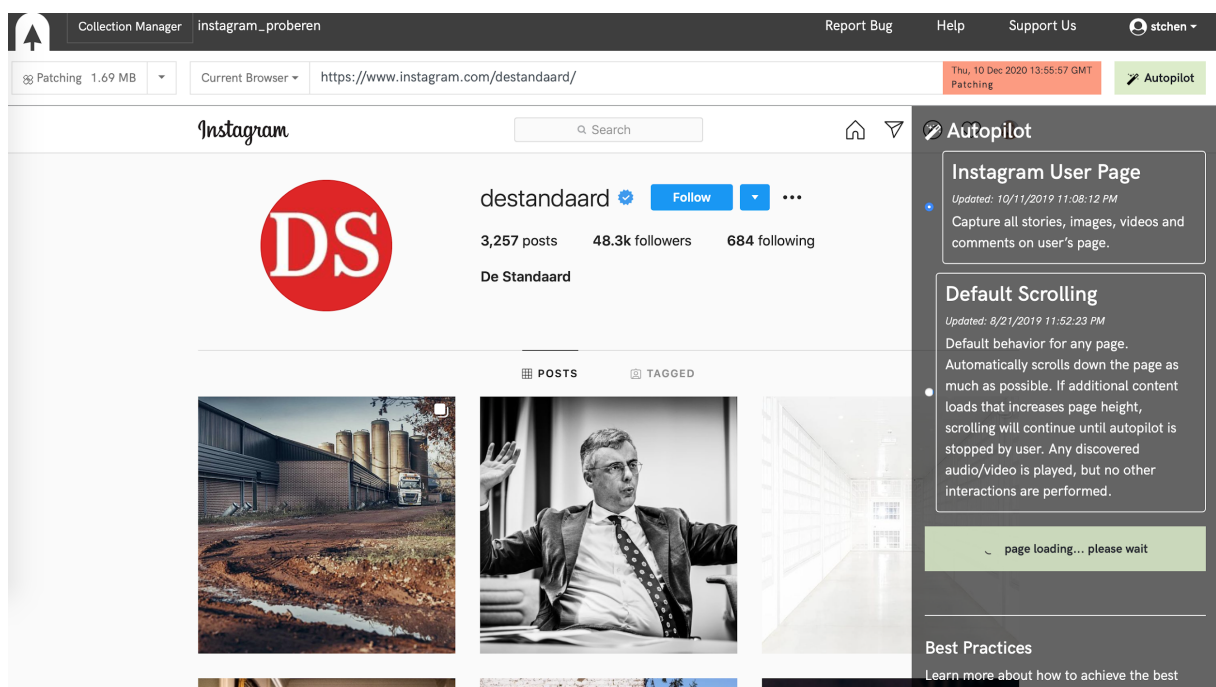 Collection Manager instagram_proberen Report Bug Help Support Us stchen
Patching 1.69 MB Current Browser https://www.instagram.com/destandaard/ Thu, 10 Dec 2020 13:55:57 GMT
Patching
Autopilot
Instagram Search
DS
destandaard Follow
3,257 posts 48.3k followers 684 following
De Standaard
POSTS TAGGED
Autopilot
Instagram User Page
Updated: 10/11/2019 11:08:12 PM
Capture all stories, images, videos and
comments on user's page.
Default Scrolling
Updated: 8/21/2019 11:52:23 PM
Default behavior for any page.
Automatically scrolls down the page as
much as possible. If additional content
loads that increases page height,
scrolling will continue until autopilot is
stopped by user. Any discovered
audio/video is played, but no other
interactions are performed.
page loading... please wait
Best Practices
Learn more about how to achieve the best